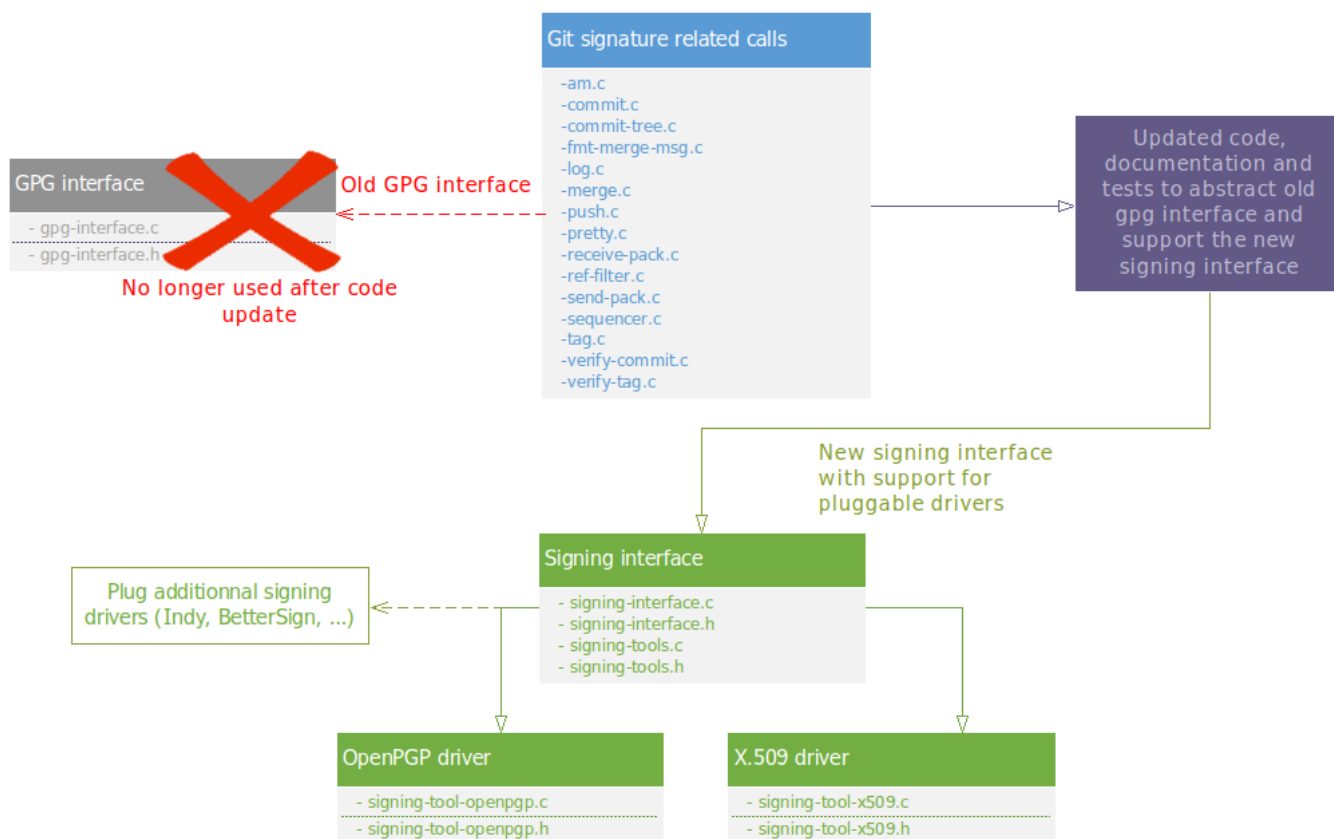 Git signature related calls
-am.c
-commit.c
-commit-tree.c
-fmt-merge-msg.c
-log.c
-merge.c
-push.c
-pretty.c
-receive-pack.c
-ref-filter.c
-send-pack.c
-sequencer.c
-tag.c
-verify-commit.c
-verify-tag.c
GPG interface
- gpg-interface.c
- gpg-interface.h
Old GPG interface
No longer used after code
update
Updated code,
documentation and
tests to abstract old
gpg interface and
support the new
signing interface
New signing interface
with support for
pluggable drivers
Signing interface
- signing-interface.c
- signing-interface.h
- signing-tools.c
- signing-tools.h
Plug additionnal signing
drivers (Indy, BetterSign, ...)
OpenPGP driver
- signing-tool-openpgp.c
- signing-tool-openpgp.h
X.509 driver
- signing-tool-x509.c
- signing-tool-x509.h